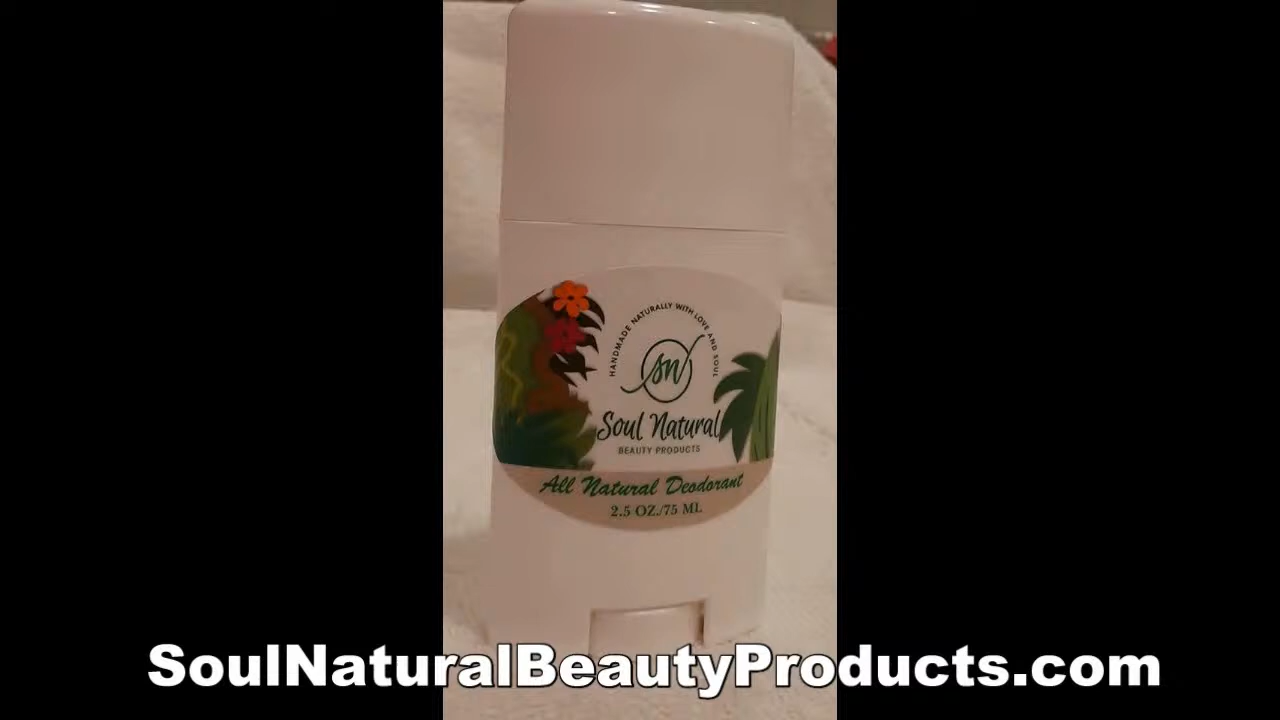 HANDMADE NATURALLY WITH LOVE AND SOUL
SN
Soul Natural
BEAUTY PRODUCTS
All Natural Deodorant
2.5 OZ./75 ML
SoulNaturalBeautyProducts.com